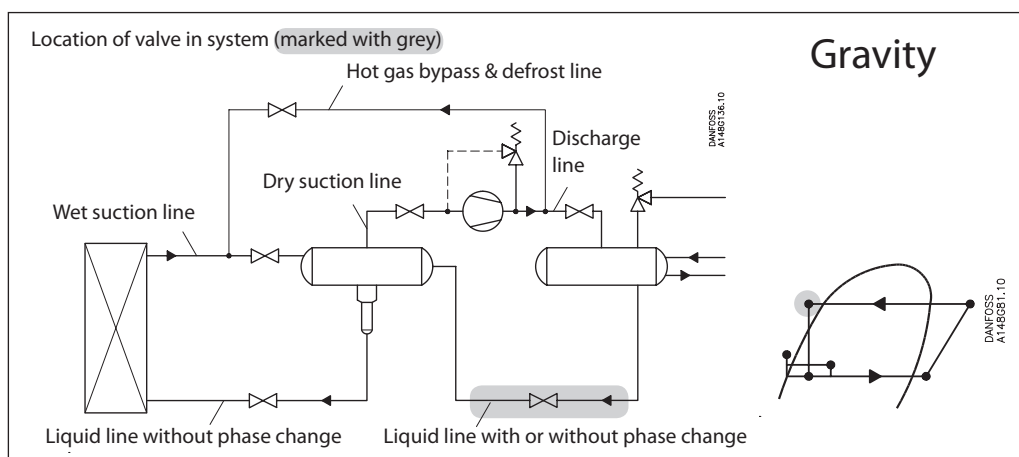 Location of valve in system (marked with grey)
Gravity
Hot gas bypass & defrost line
DANFOSS
A14BG136.10
Discharge
line
Dry suction line
Wet suction line
DANFOSS
A14BG81.10
Liquid line without phase change
Liquid line with or without phase change